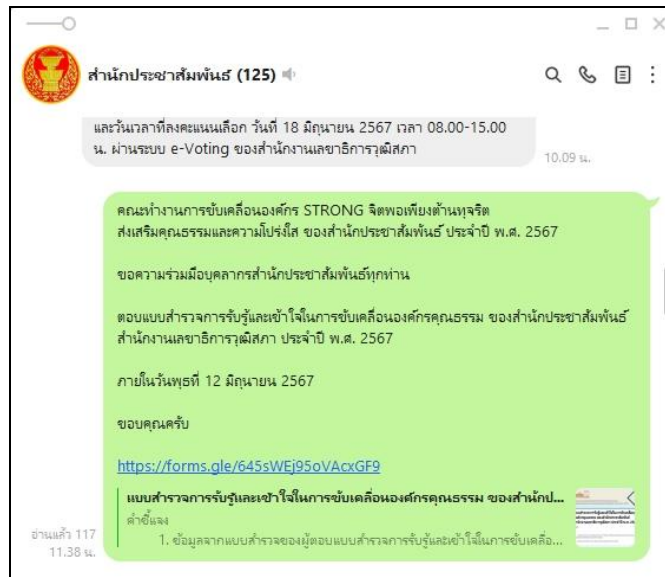 สำนักประชาสัมพันธ์ (125)
และวันเวลาที่ลงคะแนนเลือก วันที่ 18 มิถุนายน 2567 เวลา 08.00-15.00
น. ผ่านระบบ e-Voting ของสำนักงานเลขาธิการวุฒิสภา
10.09 น.
คณะทำงานการขับเคลื่อนองค์กร STRONG จิตพอเพียงต้านทุจริต
ส่งเสริมคุณธรรมและความโปร่งใส ของสำนักประชาสัมพันธ์ ประจำปี พ.ศ. 2567
ขอความร่วมมือบุคลากรสำนักประชาสัมพันธ์ทุกท่าน
ตอบแบบสำรวจการรับรู้และเข้าใจในการขับเคลื่อนองค์กรคุณธรรม ของสำนักประชาสัมพันธ์
สำนักงานเลขาธิการวุฒิสภา ประจำปี พ.ศ. 2567
ภายในวันพุธที่ 12 มิถุนายน 2567
ขอบคุณครับ
https://forms.gle/645sWEj95oVAcxGF9
แบบสำรวจการรับรู้และเข้าใจในการขับเคลื่อนองค์กรคุณธรรม ของสำนักป...
คำชี้แจง
1. ข้อมูลจากแบบสำรวจของผู้ตอบแบบสำรวจการรับรู้และเข้าใจในการขับเคลื่อ...
อ่านแล้ว 117
11.38 น.